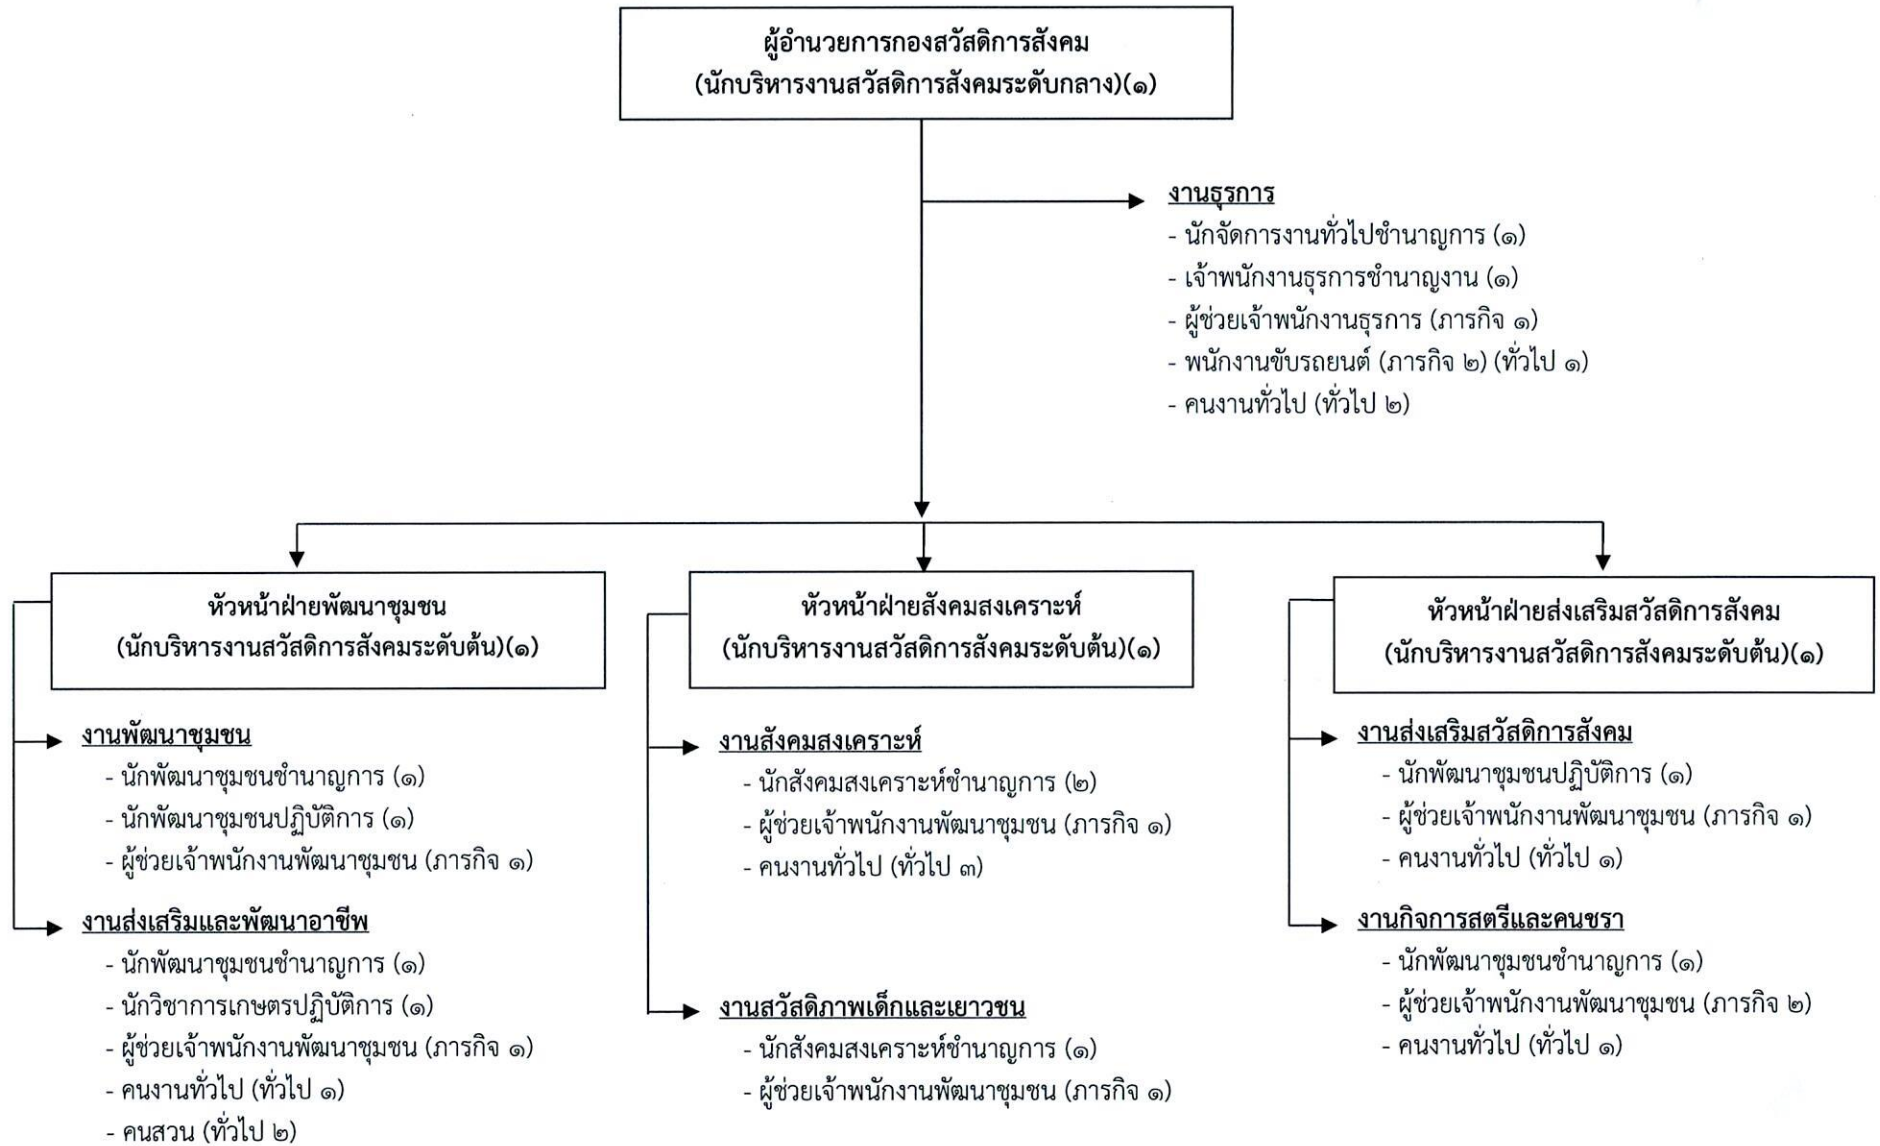 ผู้อำนวยการกองสวัสดิการสังคม
(นักบริหารงานสวัสดิการสังคมระดับกลาง)(๑)
งานธุรการ
- นักจัดการงานทั่วไปชำนาญการ (๑)
- เจ้าพนักงานธุรการชำนาญงาน (๑)
- ผู้ช่วยเจ้าพนักงานธุรการ (ภารกิจ ๑)
- พนักงานขับรถยนต์ (ภารกิจ ๒) (ทั่วไป ๑)
- คนงานทั่วไป (ทั่วไป ๒)
หัวหน้าฝ่ายพัฒนาชุมชน
(นักบริหารงานสวัสดิการสังคมระดับต้น)(๑)
งานพัฒนาชุมชน
- นักพัฒนาชุมชนชำนาญการ (๑)
- นักพัฒนาชุมชนปฏิบัติการ (๑)
- ผู้ช่วยเจ้าพนักงานพัฒนาชุมชน (ภารกิจ ๑)
งานส่งเสริมและพัฒนาอาชีพ
- นักพัฒนาชุมชนชำนาญการ (๑)
- นักวิชาการเกษตรปฏิบัติการ (๑)
- ผู้ช่วยเจ้าพนักงานพัฒนาชุมชน (ภารกิจ ๑)
- คนงานทั่วไป (ทั่วไป ๑)
- คนสวน (ทั่วไป ๒)
หัวหน้าฝ่ายสังคมสงเคราะห์
(นักบริหารงานสวัสดิการสังคมระดับต้น)(๑)
งานสังคมสงเคราะห์
- นักสังคมสงเคราะห์ชำนาญการ (๒)
- ผู้ช่วยเจ้าพนักงานพัฒนาชุมชน (ภารกิจ ๑)
- คนงานทั่วไป (ทั่วไป ๓)
งานสวัสดิภาพเด็กและเยาวชน
- นักสังคมสงเคราะห์ชำนาญการ (๑)
- ผู้ช่วยเจ้าพนักงานพัฒนาชุมชน (ภารกิจ ๑)
หัวหน้าฝ่ายส่งเสริมสวัสดิการสังคม
(นักบริหารงานสวัสดิการสังคมระดับต้น)(๑)
งานส่งเสริมสวัสดิการสังคม
- นักพัฒนาชุมชนปฏิบัติการ (๑)
- ผู้ช่วยเจ้าพนักงานพัฒนาชุมชน (ภารกิจ ๑)
- คนงานทั่วไป (ทั่วไป ๑)
งานกิจการสตรีและคนชรา
- นักพัฒนาชุมชนชำนาญการ (๑)
- ผู้ช่วยเจ้าพนักงานพัฒนาชุมชน (ภารกิจ ๒)
- คนงานทั่วไป (ทั่วไป ๑)